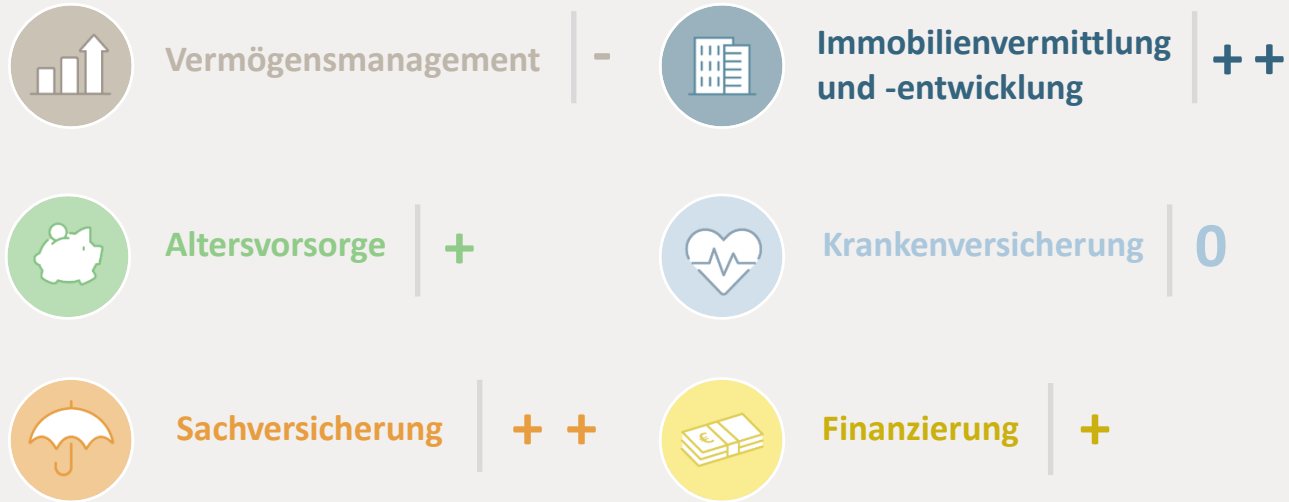 Vermögensmanagement -
Immobilienvermittlung
und -entwicklung ++
Altersvorsorge +
Krankenversicherung 0
Sachversicherung + +
€
Finanzierung +